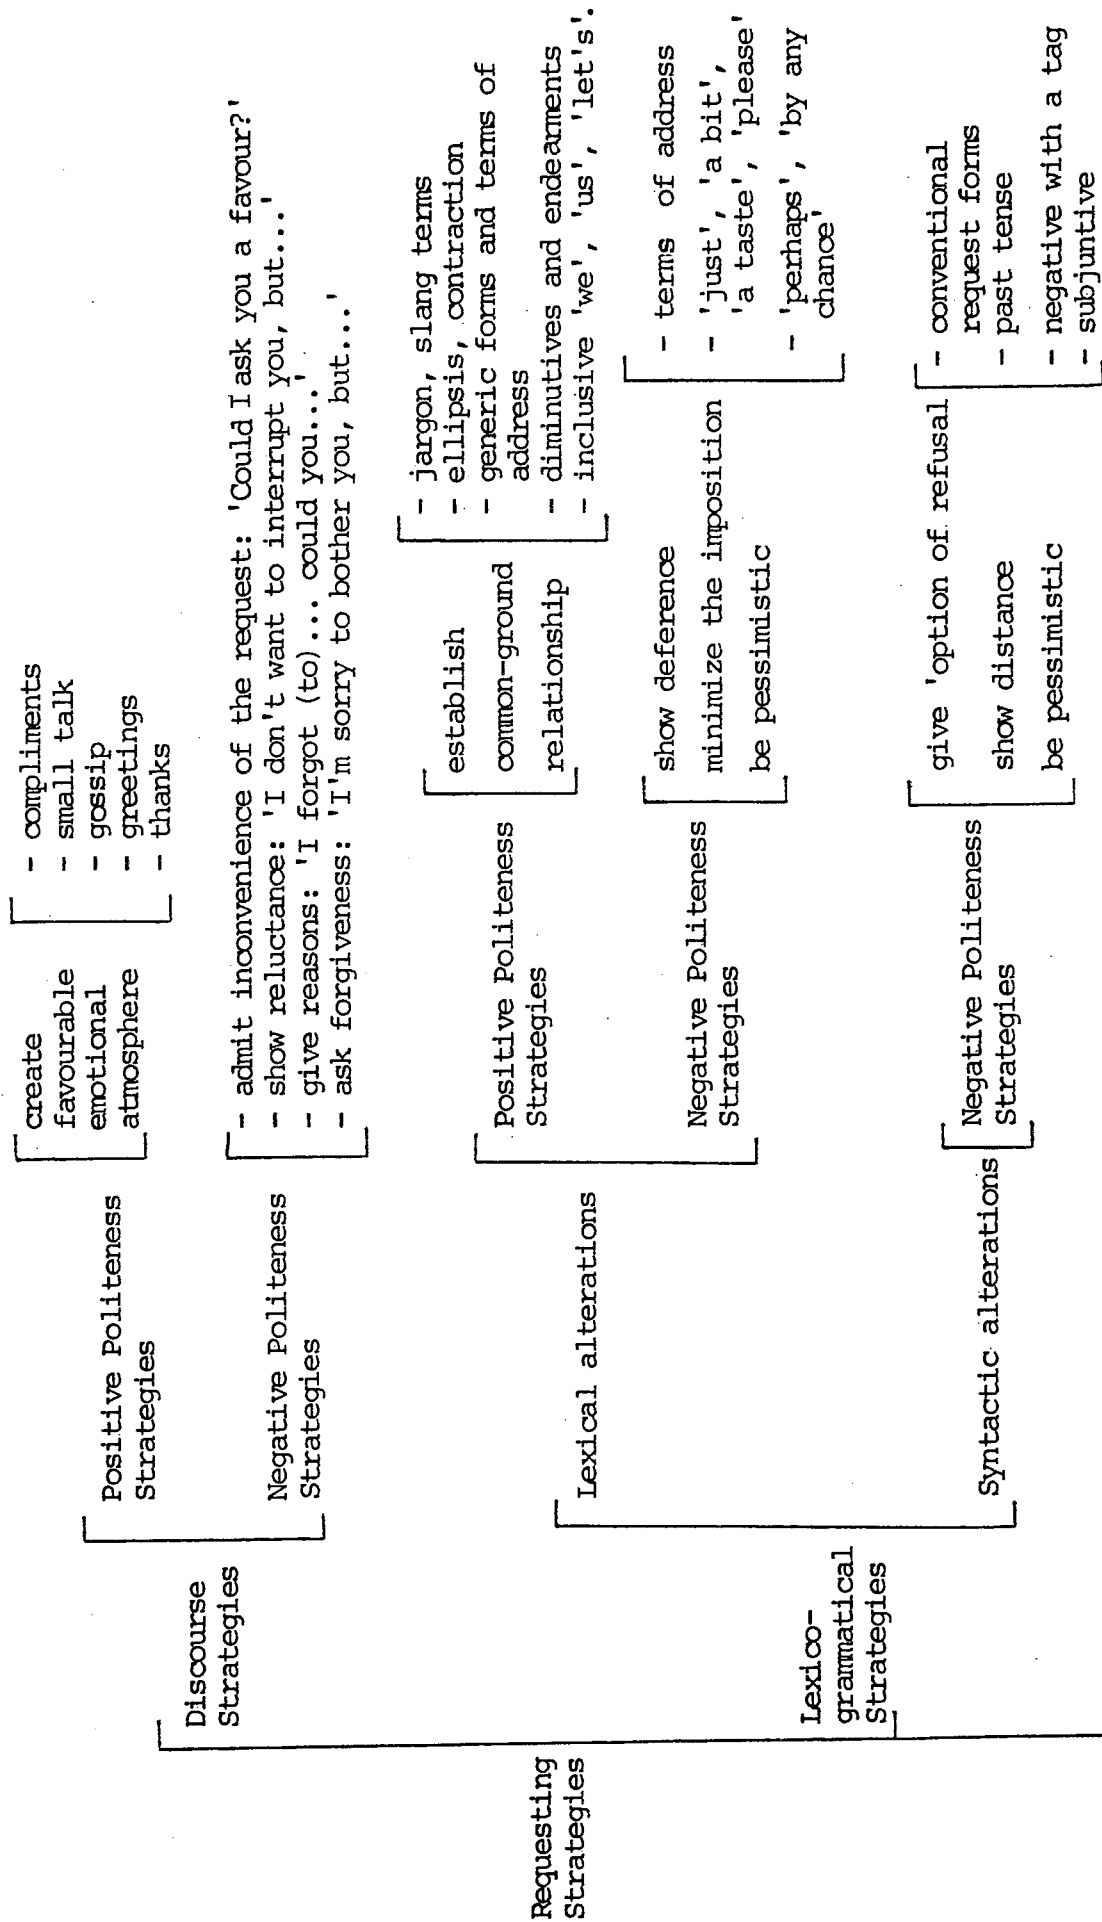 Requesting
Strategies
Discourse
Strategies
Positive Politeness
Strategies
create
favourable
emotional
atmosphere
- compliments
- small talk
- gossip
- greetings
- thanks
Negative Politeness
Strategies
- admit inconvenience of the request: 'Could I ask you a favour?'
- show reluctance: 'I don't want to interrupt you, but...'
- give reasons: 'I forgot (to)... could you...'
- ask forgiveness: 'I'm sorry to bother you, but...'
Lexico-
grammatical
Strategies
Lexical alterations
Positive Politeness
Strategies
establish
common-ground
relationship
- jargon, slang terms
- ellipsis, contraction
- generic forms and terms of
address
- diminutives and endearments
- inclusive 'we', 'us', 'let's'.
Negative Politeness
Strategies
show deference
minimize the imposition
be pessimistic
- terms of address
- 'just', 'a bit',
'a taste', 'please'
- 'perhaps', 'by any
chance'
Syntactic alterations
Negative Politeness
Strategies
give 'option of refusal
show distance
be pessimistic
- conventional
request forms
- past tense
- negative with a tag
- subjuntive